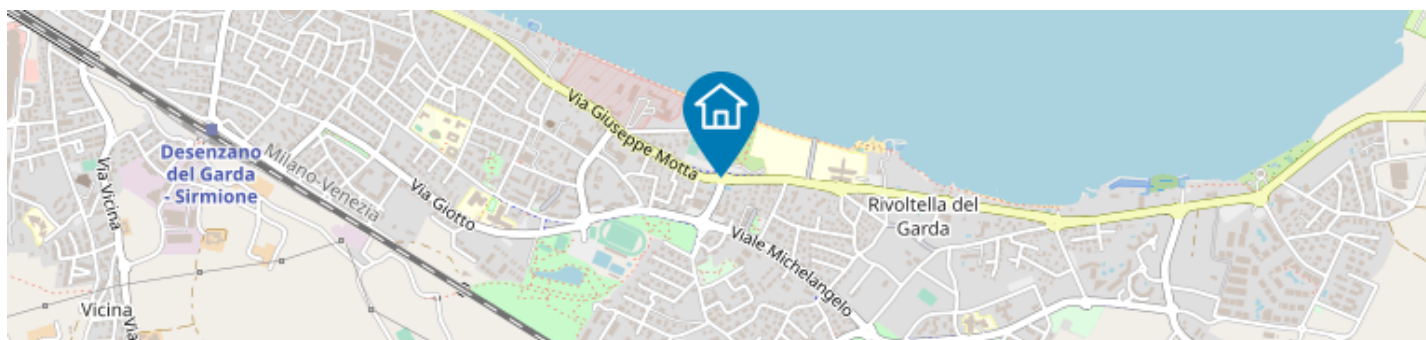 Via Giuseppe Motta
Desenzano
del Garda
- Sirmione
Milano-Venezia
Via Vicina
Via Giotto
Rivoltella del
Garda
Viale Michelangelo
Vicina
Via